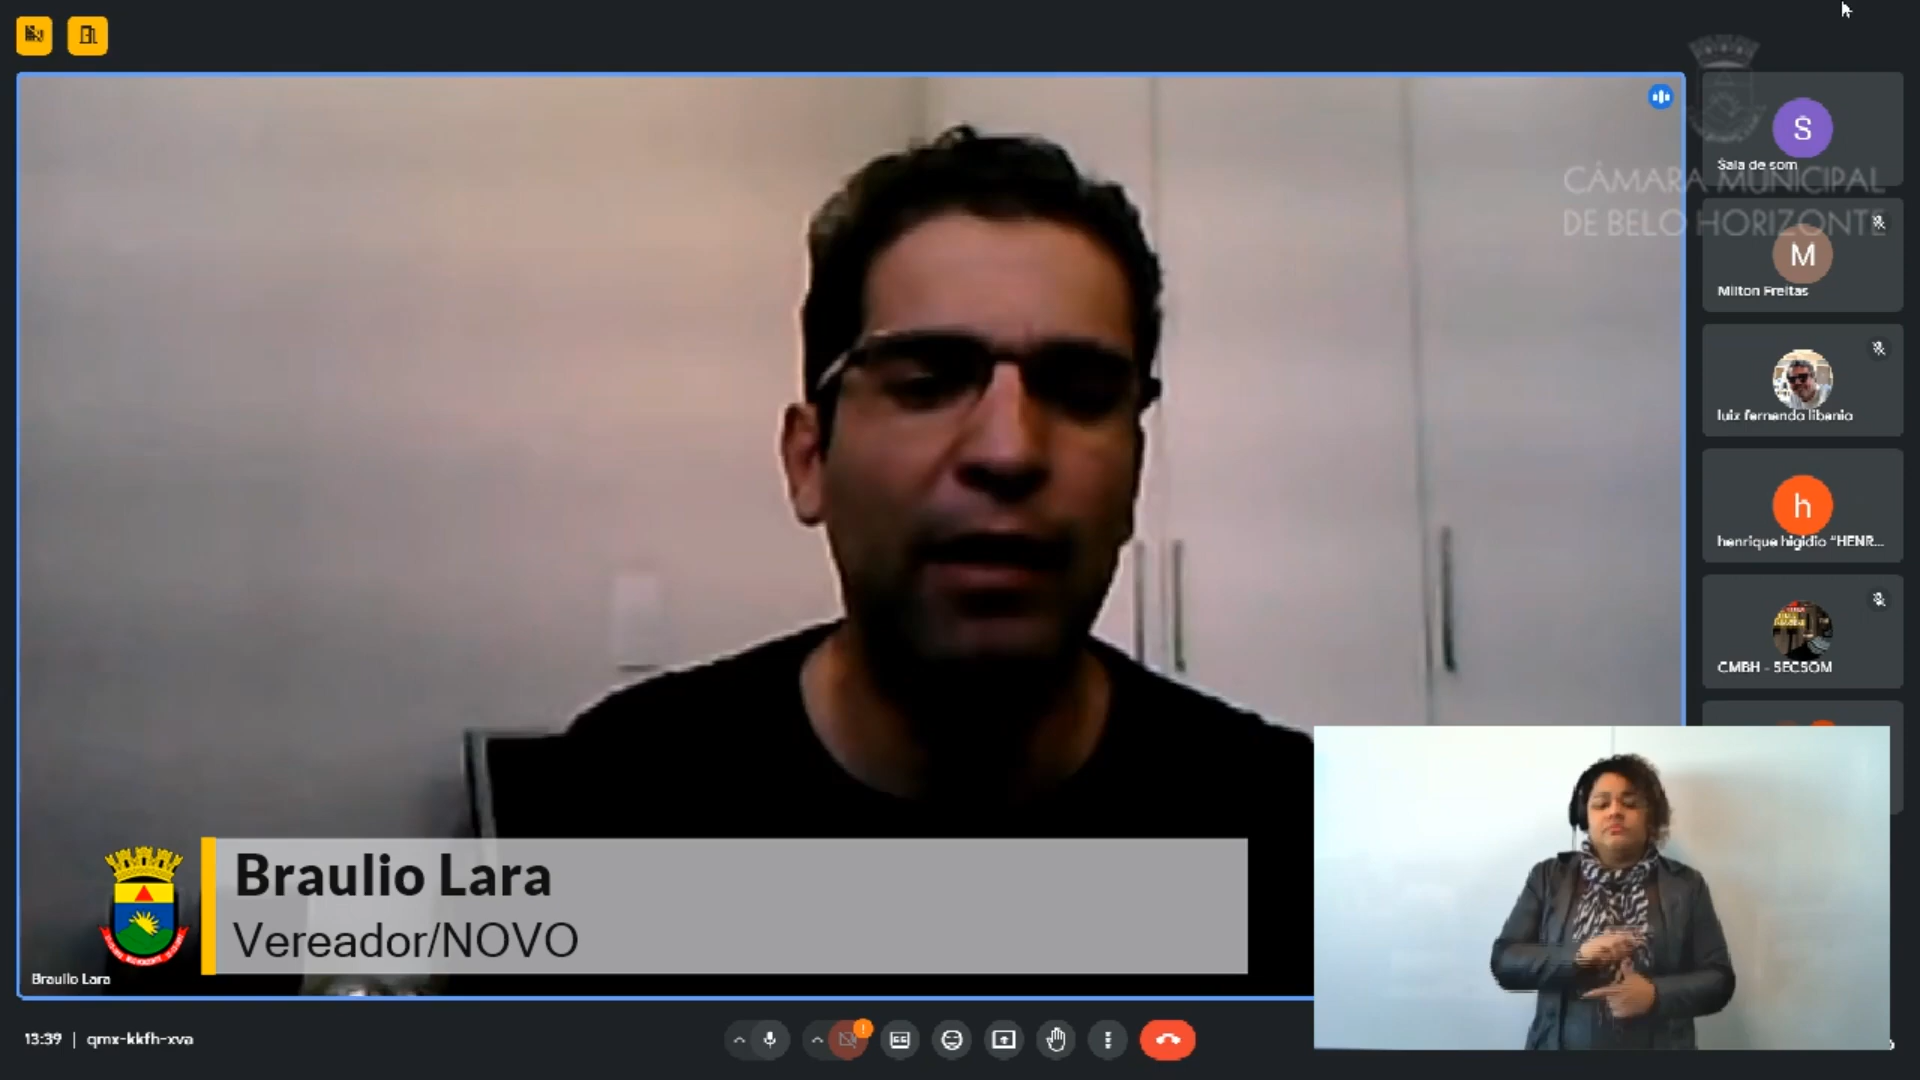 S
Sala de som
CÂMARA MUNICIPAL
DE BELO HORIZONTE
M
Milton Freitas
luiz fernando libanio
h
henrique higidio "HENR...
CMBH - SECSOM
Braulio Lara
Vereador/NOVO
Braulio Lara
13:39 | qmx-kkfh-xva